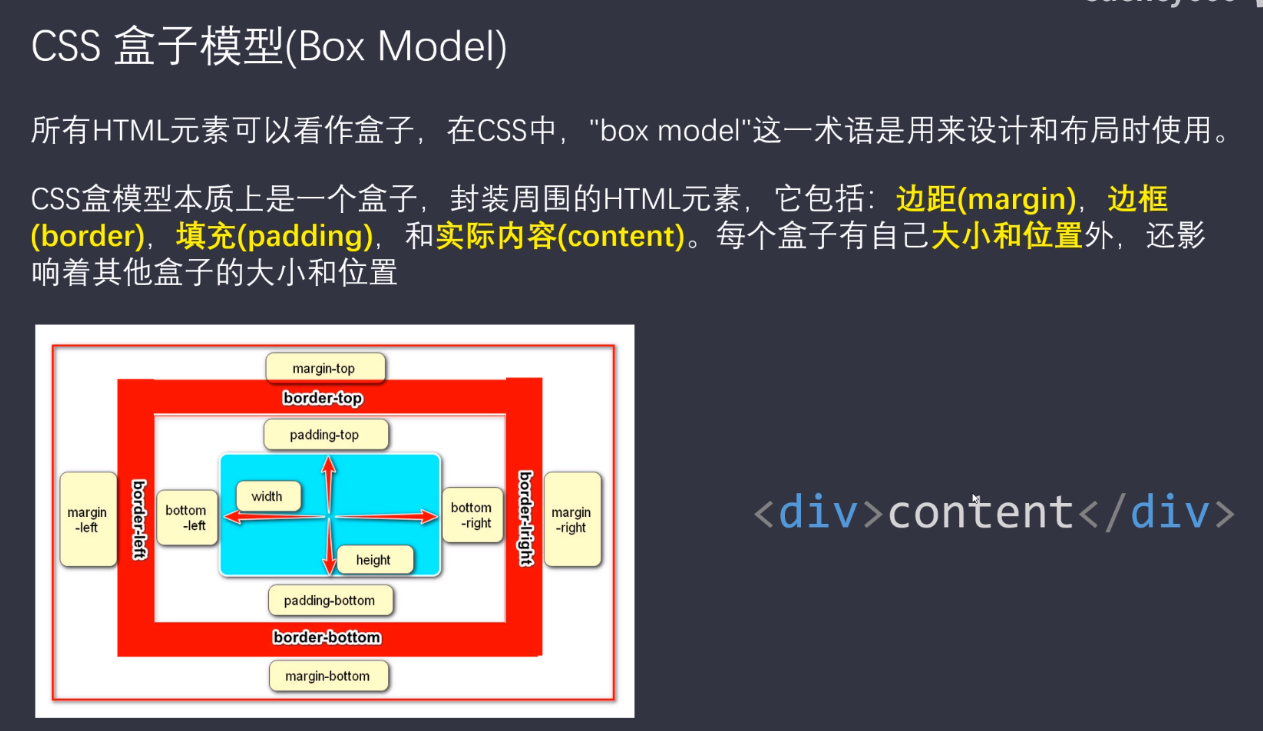 CSS 盒子模型(Box Model)
所有HTML元素可以看作盒子，在CSS中，"box model"这一术语是用来设计和布局时使用。
CSS盒模型本质上是一个盒子，封装周围的HTML元素，它包括：边距(margin)，边框
(border)，填充(padding)，和实际内容(content)。每个盒子有自己大小和位置外，还影
响着其他盒子的大小和位置
margin-top
border-top
padding-top
margin
-left
border-left
bottom
-left
width
height
bottom
-right
border-lright
margin
-right
padding-bottom
border-bottom
margin-bottom
<div>content</div>